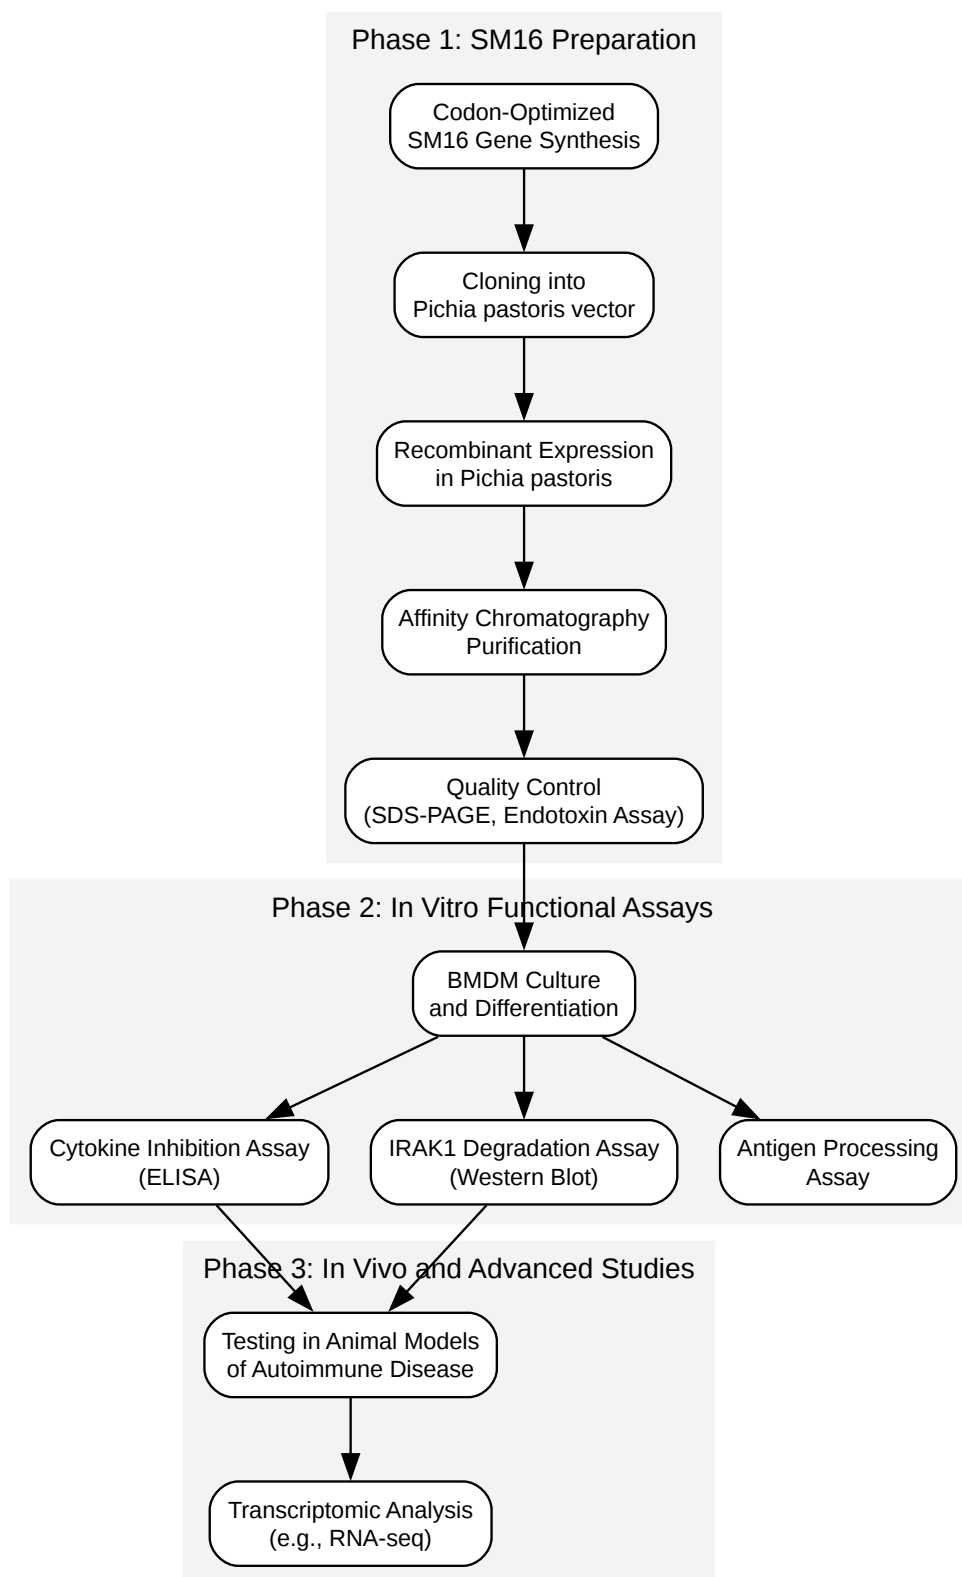 Phase 1: SM16 Preparation
Codon-Optimized
SM16 Gene Synthesis
Cloning into
Pichia pastoris vector
Recombinant Expression
in Pichia pastoris
Affinity Chromatography
Purification
Quality Control
(SDS-PAGE, Endotoxin Assay)
Phase 2: In Vitro Functional Assays
BMDM Culture
and Differentiation
Cytokine Inhibition Assay
(ELISA)
IRAK1 Degradation Assay
(Western Blot)
Antigen Processing
Assay
Phase 3: In Vivo and Advanced Studies
Testing in Animal Models
of Autoimmune Disease
Transcriptomic Analysis
(e.g., RNA-seq)